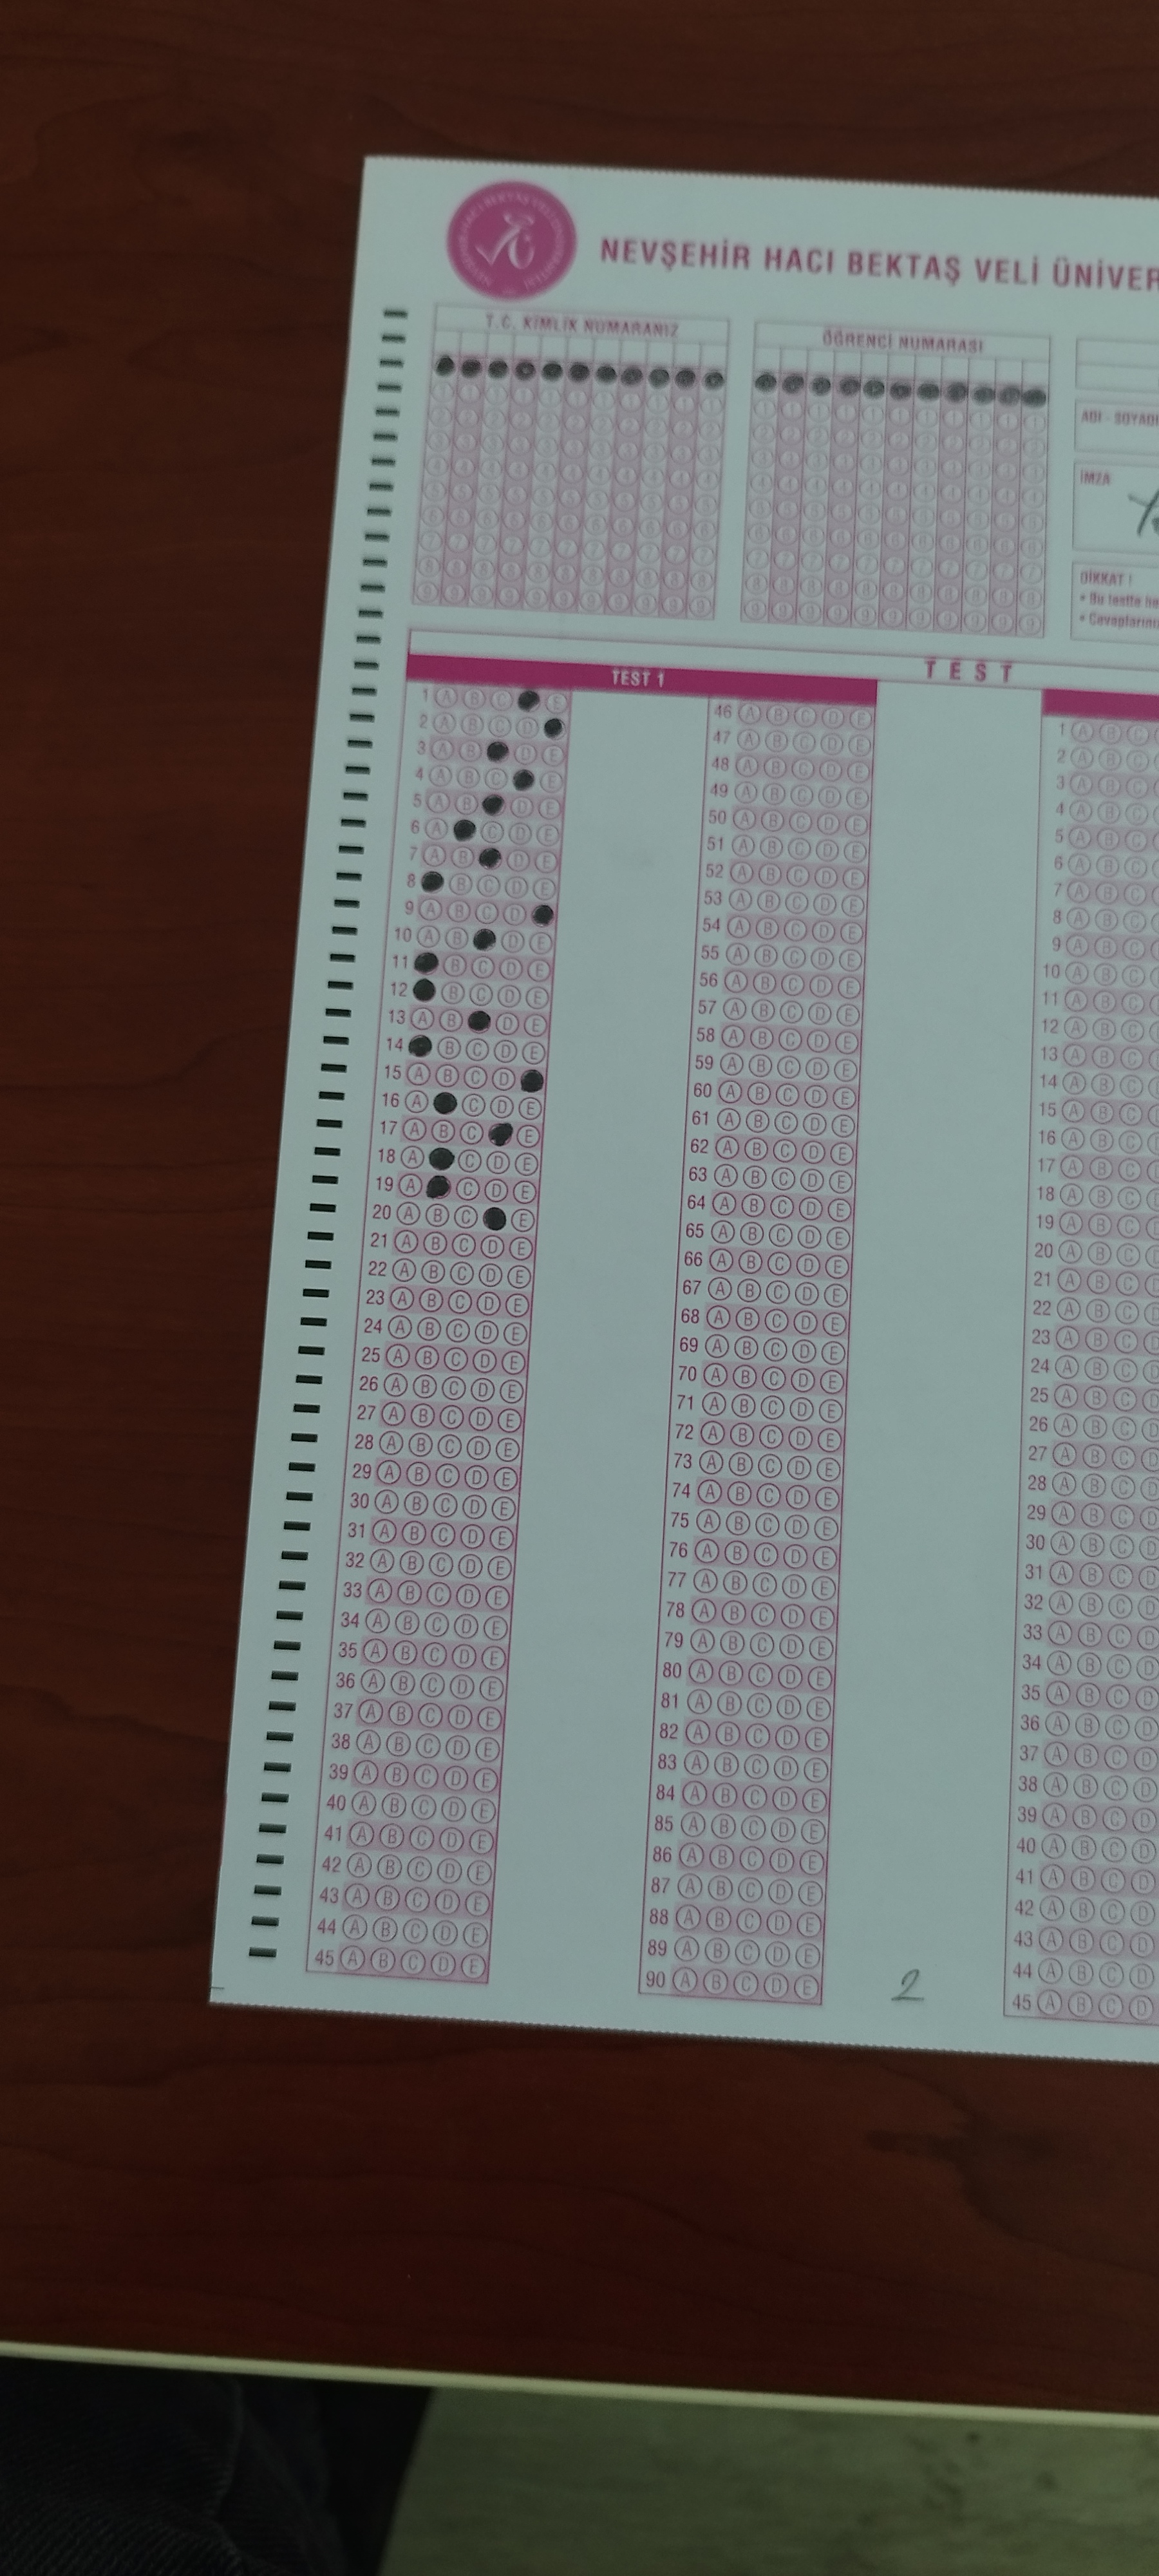 NEVŞEHİR HACI BEKTAŞ VELİ ÜNİVER
T.C. KİMLİK NUMARANIZ
ÖĞRENCİ NUMARASI
ADI - SOYADI
İMZA
DİKKAT !
• Bu testte
• Cevaplarını
TEST
TEST 1
1 A B C E
2 A B C D
3 A B D E
4 A B C E
5 A B D E
6 A C D E
7 A B D E
8 B C D E
9 A B C D
10 A B D E
11 B C D E
12 B C D E
13 A B D E
14 B C D E
15 A B C D
16 A C D E
17 A B C E
18 A C D E
19 A C D E
20 A B C E
21 A B C D E
22 A B C D E
23 A B C D E
24 A B C D E
25 A B C D E
26 A B C D E
27 A B C D E
28 A B C D E
29 A B C D E
30 A B C D E
31 A B C D E
32 A B C D E
33 A B C D E
34 A B C D E
35 A B C D E
36 A B C D E
37 A B C D E
38 A B C D E
39 A B C D E
40 A B C D E
41 A B C D E
42 A B C D E
43 A B C D E
44 A B C D E
45 A B C D E
46 A B C D E
47 A B C D E
48 A B C D E
49 A B C D E
50 A B C D E
51 A B C D E
52 A B C D E
53 A B C D E
54 A B C D E
55 A B C D E
56 A B C D E
57 A B C D E
58 A B C D E
59 A B C D E
60 A B C D E
61 A B C D E
62 A B C D E
63 A B C D E
64 A B C D E
65 A B C D E
66 A B C D E
67 A B C D E
68 A B C D E
69 A B C D E
70 A B C D E
71 A B C D E
72 A B C D E
73 A B C D E
74 A B C D E
75 A B C D E
76 A B C D E
77 A B C D E
78 A B C D E
79 A B C D E
80 A B C D E
81 A B C D E
82 A B C D E
83 A B C D E
84 A B C D E
85 A B C D E
86 A B C D E
87 A B C D E
88 A B C D E
89 A B C D E
90 A B C D E
2
1 A B C
2 A B C
3 A B C
4 A B C
5 A B C
6 A B C
7 A B C
8 A B C
9 A B C
10 A B C
11 A B C
12 A B C
13 A B C
14 A B C
15 A B C
16 A B C
17 A B C
18 A B C
19 A B C
20 A B C
21 A B C
22 A B C D
23 A B C D
24 A B C D
25 A B C D
26 A B C D
27 A B C D
28 A B C D
29 A B C D
30 A B C D
31 A B C D
32 A B C D
33 A B C D
34 A B C D
35 A B C D
36 A B C D
37 A B C D
38 A B C D
39 A B C D
40 A B C D
41 A B C D
42 A B C D
43 A B C D
44 A B C D
45 A B C D